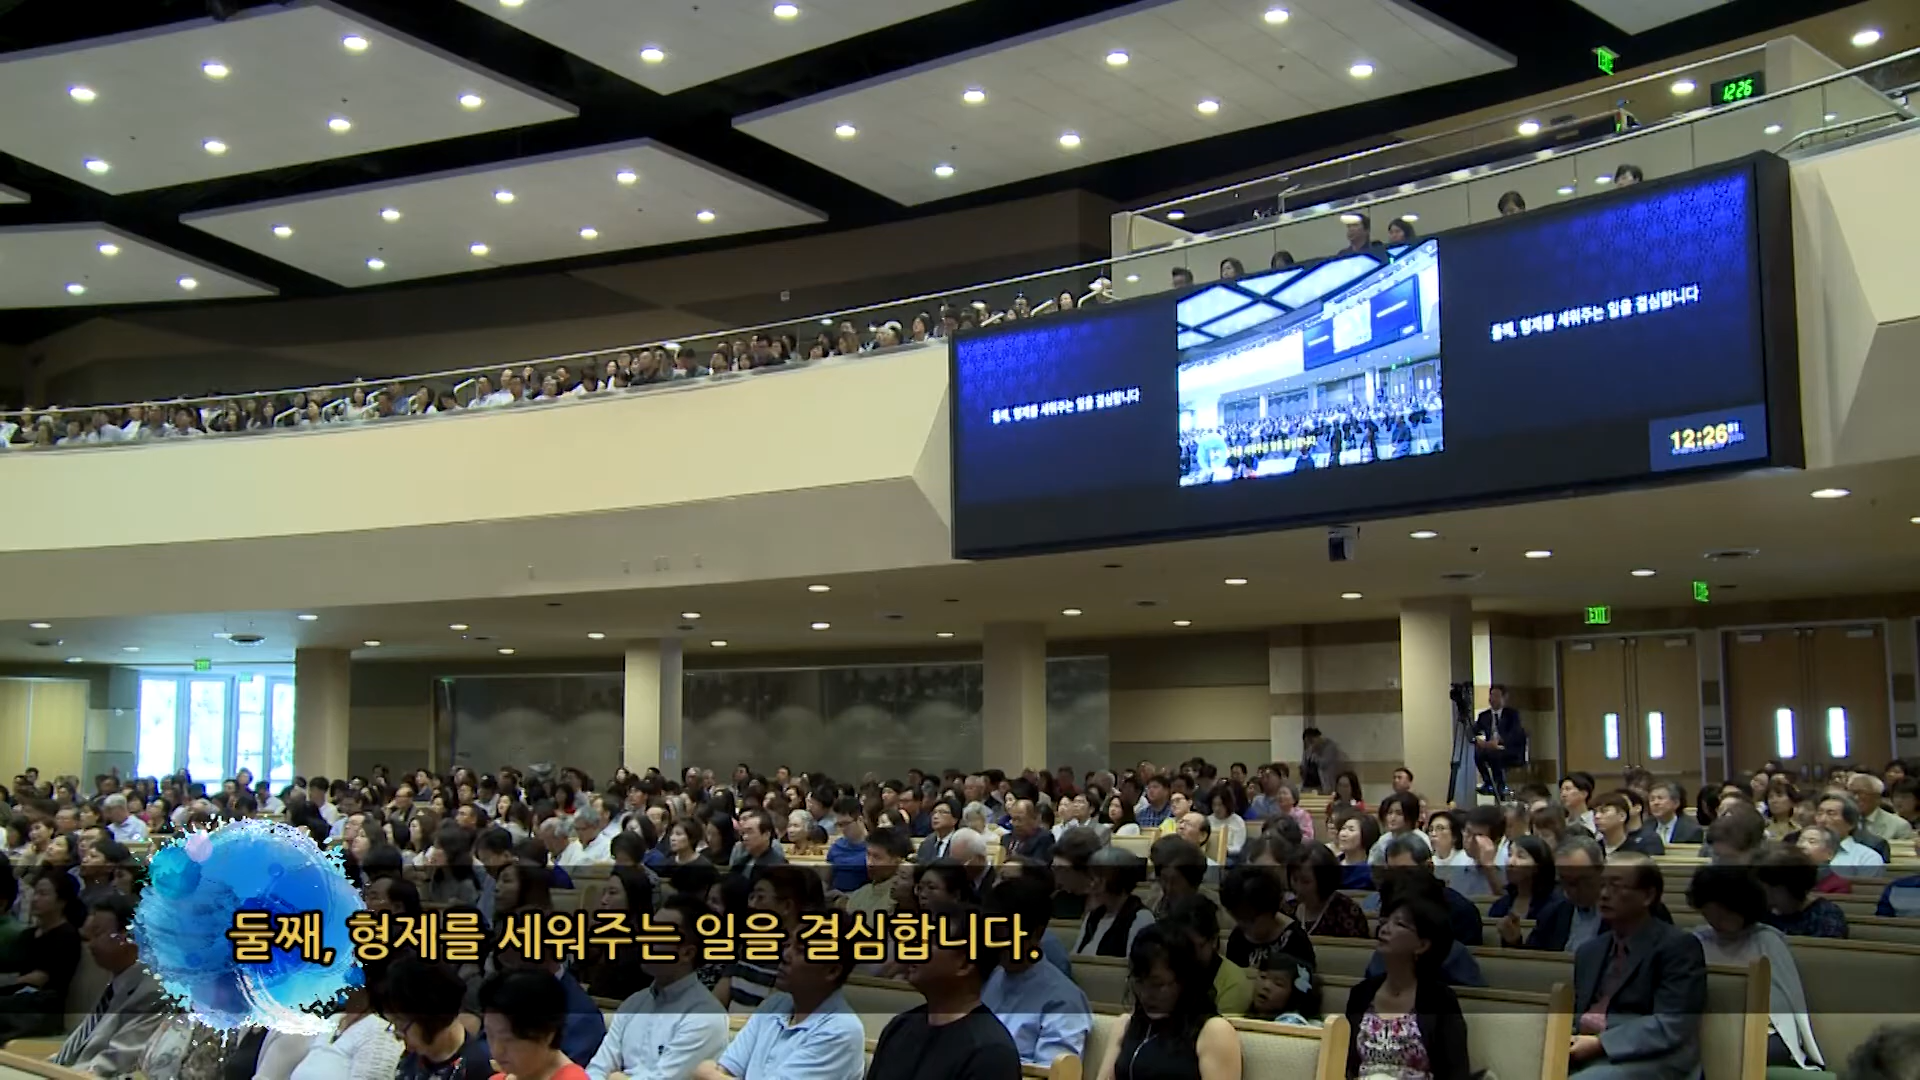 12:26
둘째, 형제를 세워주는 일을 결심합니다
둘째, 형제를 세워주는 일을 결심합니다
12:26
EXIT
둘째, 형제를 세워주는 일을 결심합니다.